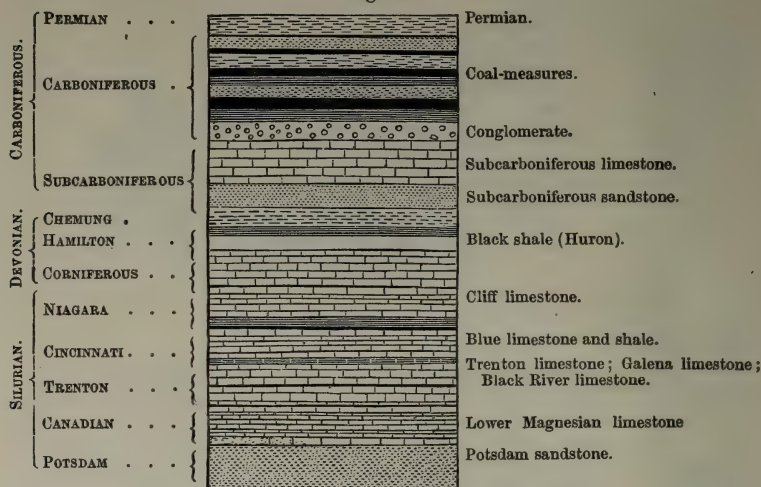 CARBONIFEROUS.
PERMIAN . . .
CARBONIFEROUS .
SUBCARBONIFEROUS
DEVONIAN.
CHEMUNG .
HAMILTON . . .
CORNIFEROUS . .
SILURIAN.
NIAGARA . . .
CINCINNATI . . .
TRENTON . . .
CANADIAN . . .
POTSDAM . . .
Permian.
Coal-measures.
Conglomerate.
Subcarboniferous limestone.
Subcarboniferous sandstone.
Black shale (Huron).
Cliff limestone.
Blue limestone and shale.
Trenton limestone; Galena limestone;
Black River limestone.
Lower Magnesian limestone
Potsdam sandstone.